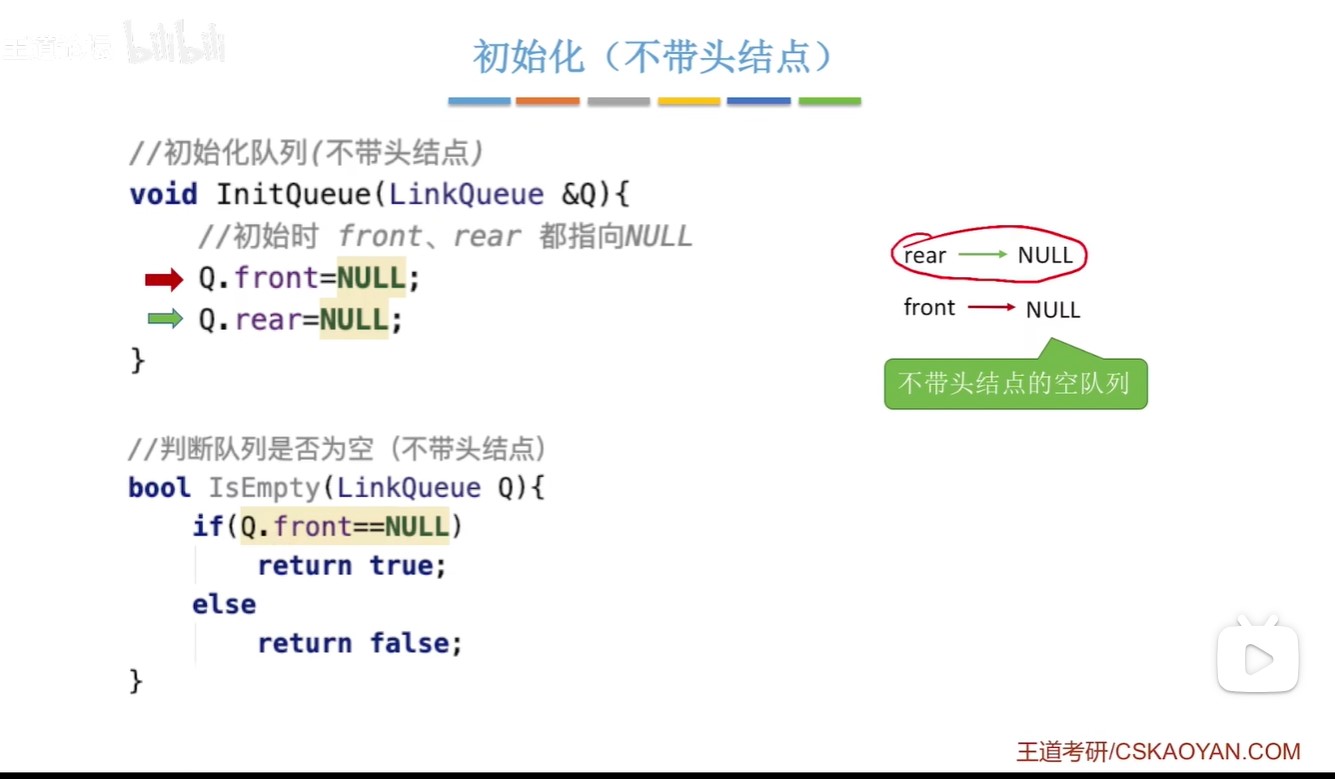 bilibili
初始化（不带头结点）
//初始化队列(不带头结点)
void InitQueue(LinkQueue &Q){
//初始时 front、rear 都指向NULL
Q.front=NULL;
Q.rear=NULL;
}
rear NULL
front NULL
不带头结点的空队列
//判断队列是否为空（不带头结点）
bool IsEmpty(LinkQueue Q){
if(Q.front==NULL)
return true;
else
return false;
}
王道考研/CSKAOYAN.COM